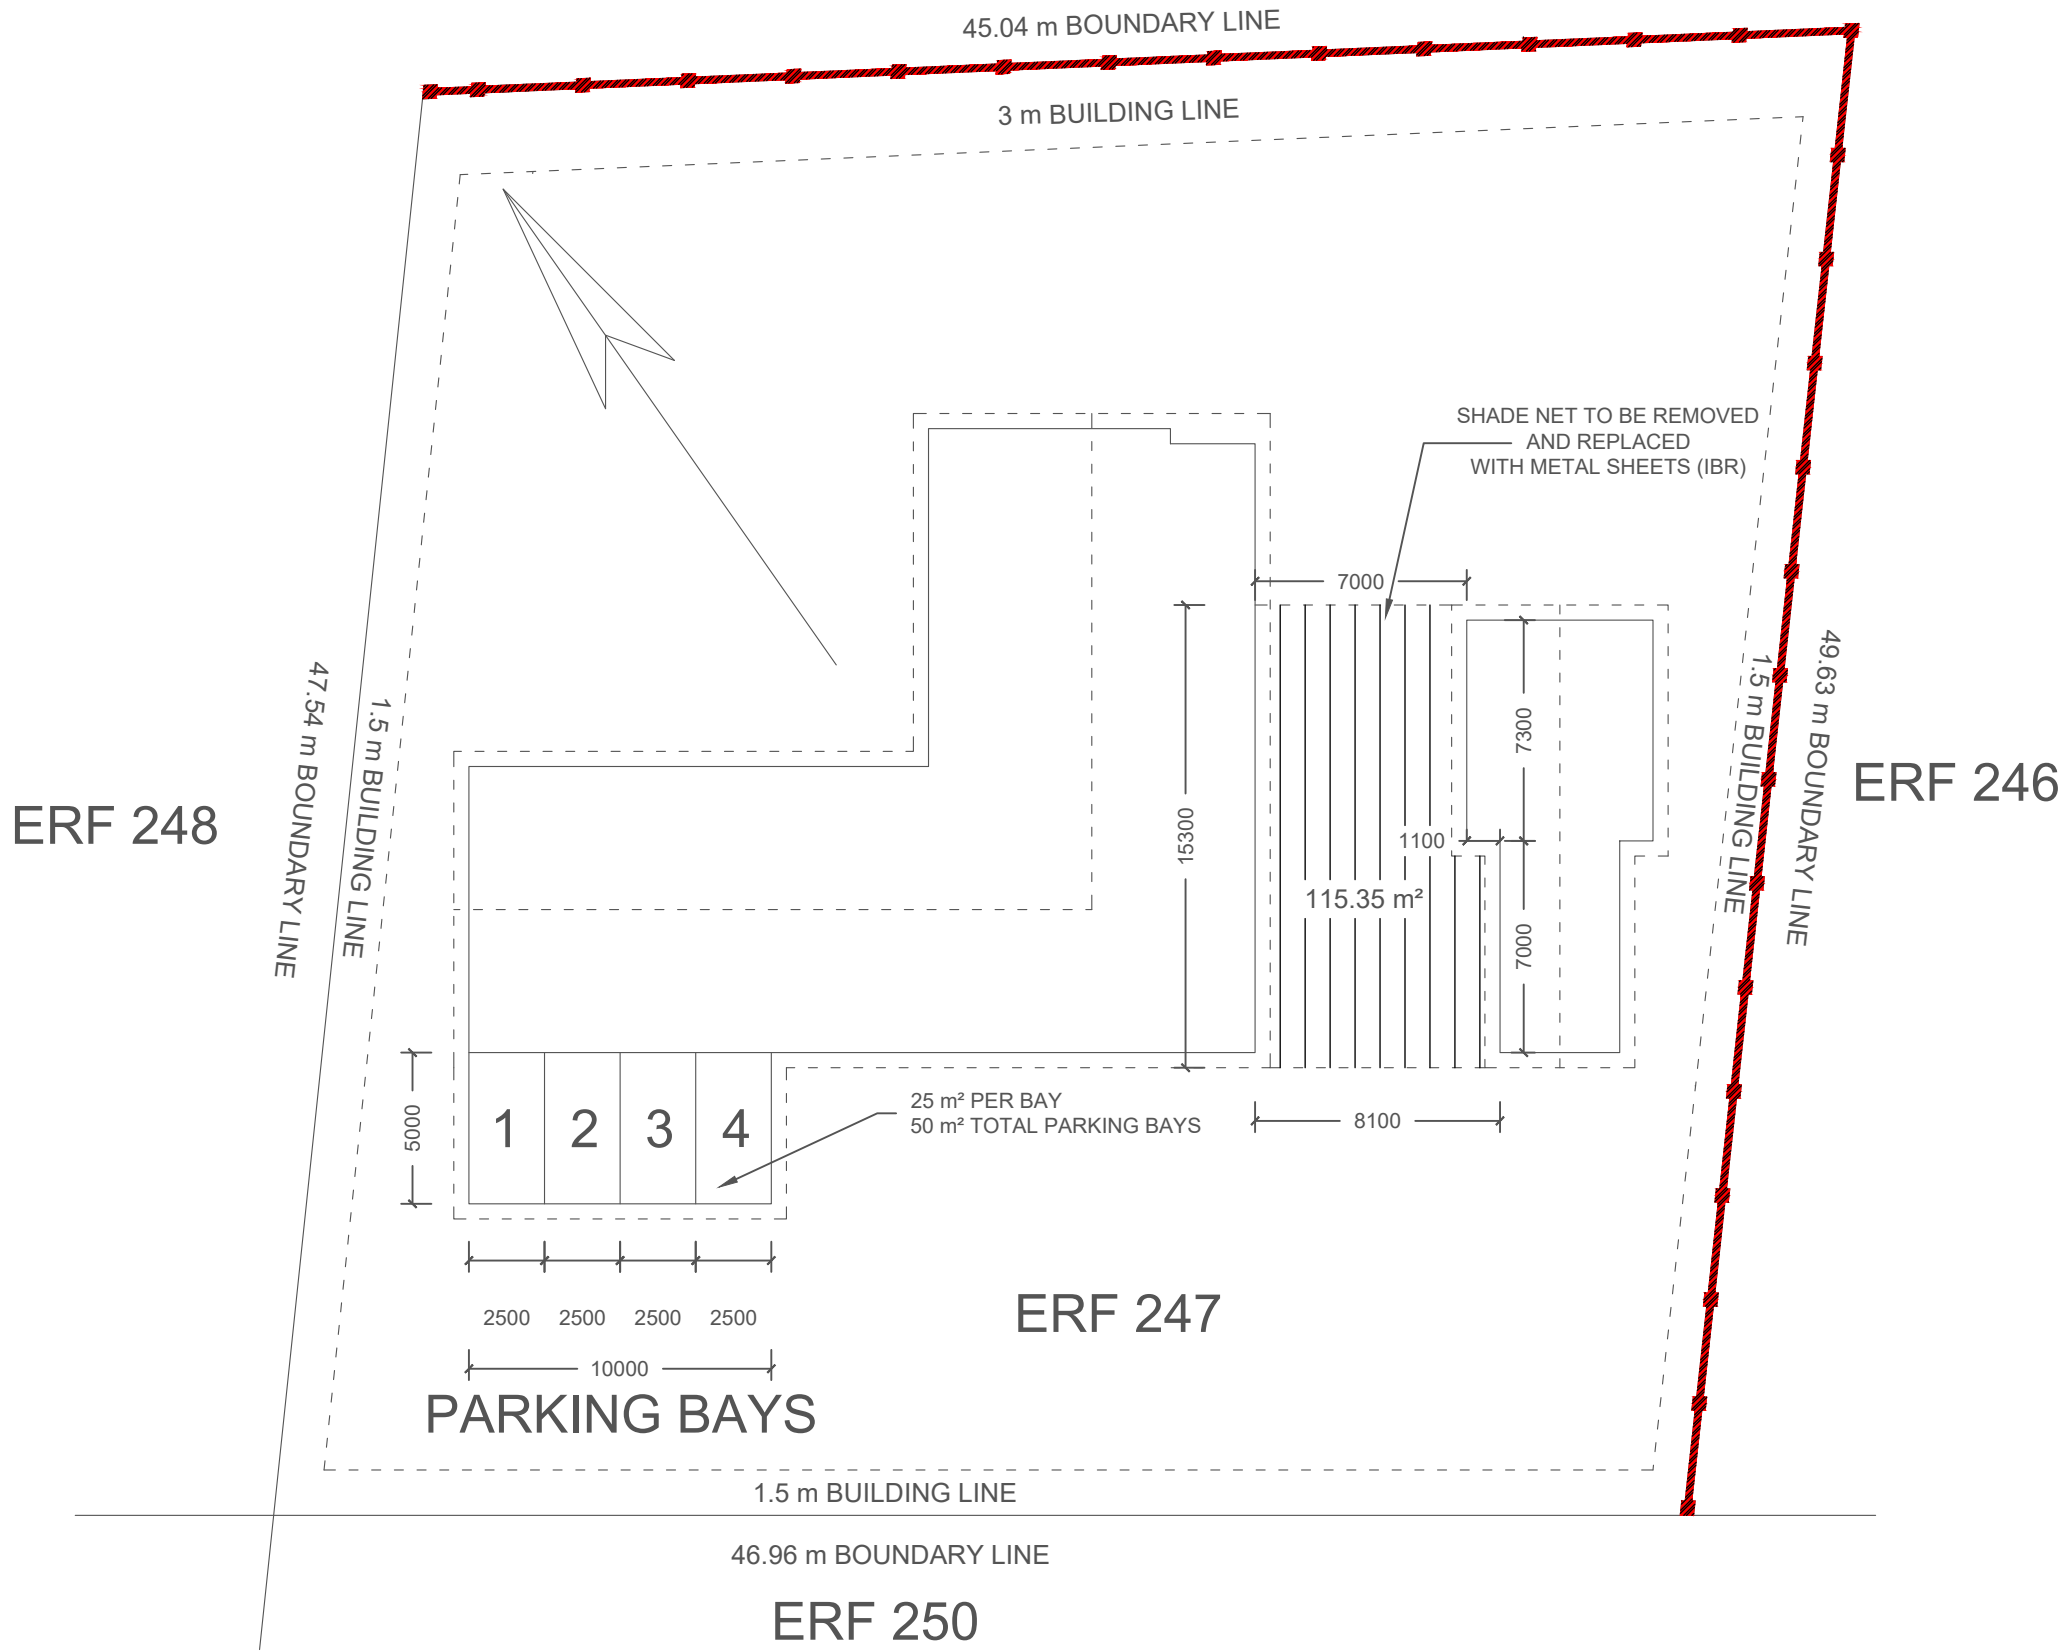 45.04 m BOUNDARY LINE
3 m BUILDING LINE
SHADE NET TO BE REMOVED
AND REPLACED
WITH METAL SHEETS (IBR)
7000
47.54 m BOUNDARY LINE
1.5 m BUILDING LINE
ERF 248
15300
7300
1100
115.35 m²
7000
1.5 m BUILDING LINE
49.63 m BOUNDARY LINE
ERF 246
5000
1
2
3
4
25 m² PER BAY
50 m² TOTAL PARKING BAYS
8100
2500 2500 2500 2500
10000
PARKING BAYS
ERF 247
1.5 m BUILDING LINE
46.96 m BOUNDARY LINE
ERF 250